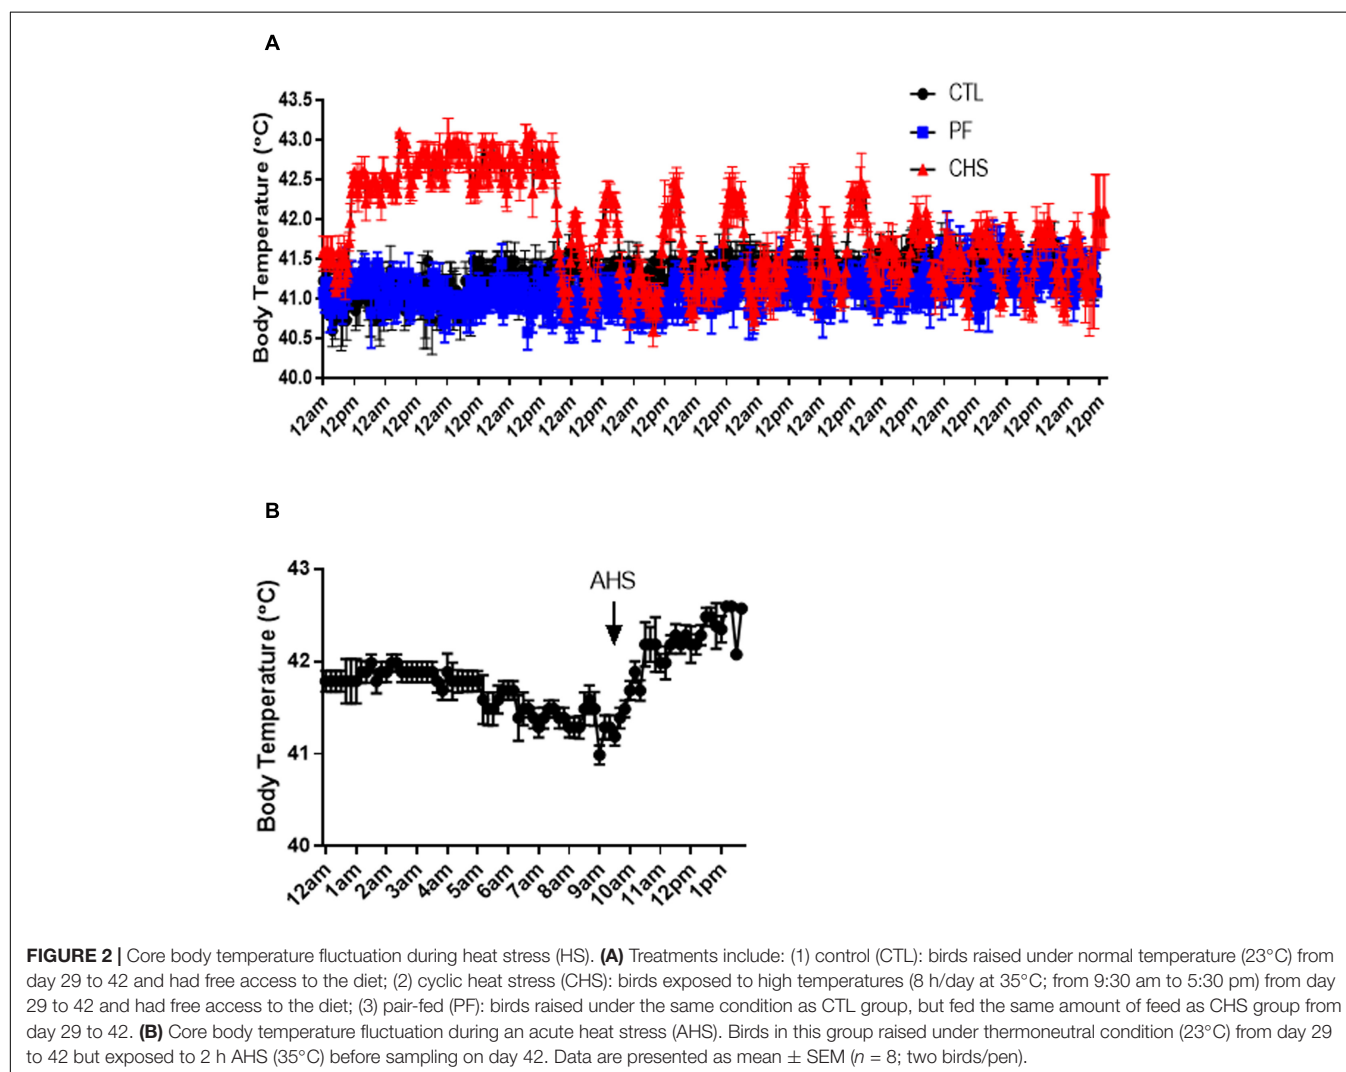 A
CTL
PF
CHS
Body Temperature (°C)
43.5
43.0
42.5
42.0
41.5
41.0
40.5
40.0
12am
12pm
12am
12pm
12am
12pm
12am
12pm
12am
12pm
12am
12pm
12am
12pm
12am
12pm
12am
12pm
12am
12pm
12am
12pm
12am
12pm
12am
12pm
B
AHS
Body Temperature (°C)
43
42
41
40
12am
1am
2am
3am
4am
5am
6am
7am
8am
9am
10am
11am
12pm
1pm
FIGURE 2 | Core body temperature fluctuation during heat stress (HS). (A) Treatments include: (1) control (CTL): birds raised under normal temperature (23°C) from
day 29 to 42 and had free access to the diet; (2) cyclic heat stress (CHS): birds exposed to high temperatures (8 h/day at 35°C; from 9:30 am to 5:30 pm) from day
29 to 42 and had free access to the diet; (3) pair-fed (PF): birds raised under the same condition as CTL group, but fed the same amount of feed as CHS group from
day 29 to 42. (B) Core body temperature fluctuation during an acute heat stress (AHS). Birds in this group raised under thermoneutral condition (23°C) from day 29
to 42 but exposed to 2 h AHS (35°C) before sampling on day 42. Data are presented as mean ± SEM (n = 8; two birds/pen).